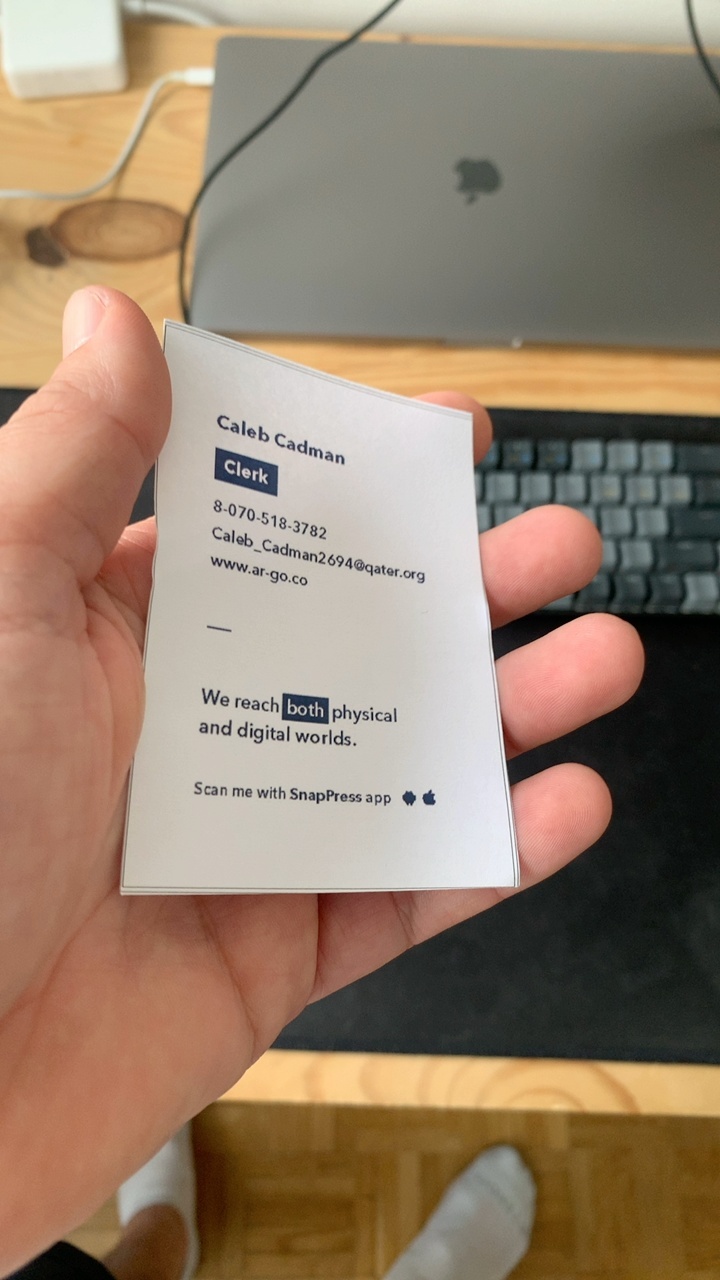 Caleb Cadman
Clerk
8-070-518-3782
Caleb_Cadman2694@qater.org
www.ar-go.co
—
We reach both physical
and digital worlds.
Scan me with SnapPress app